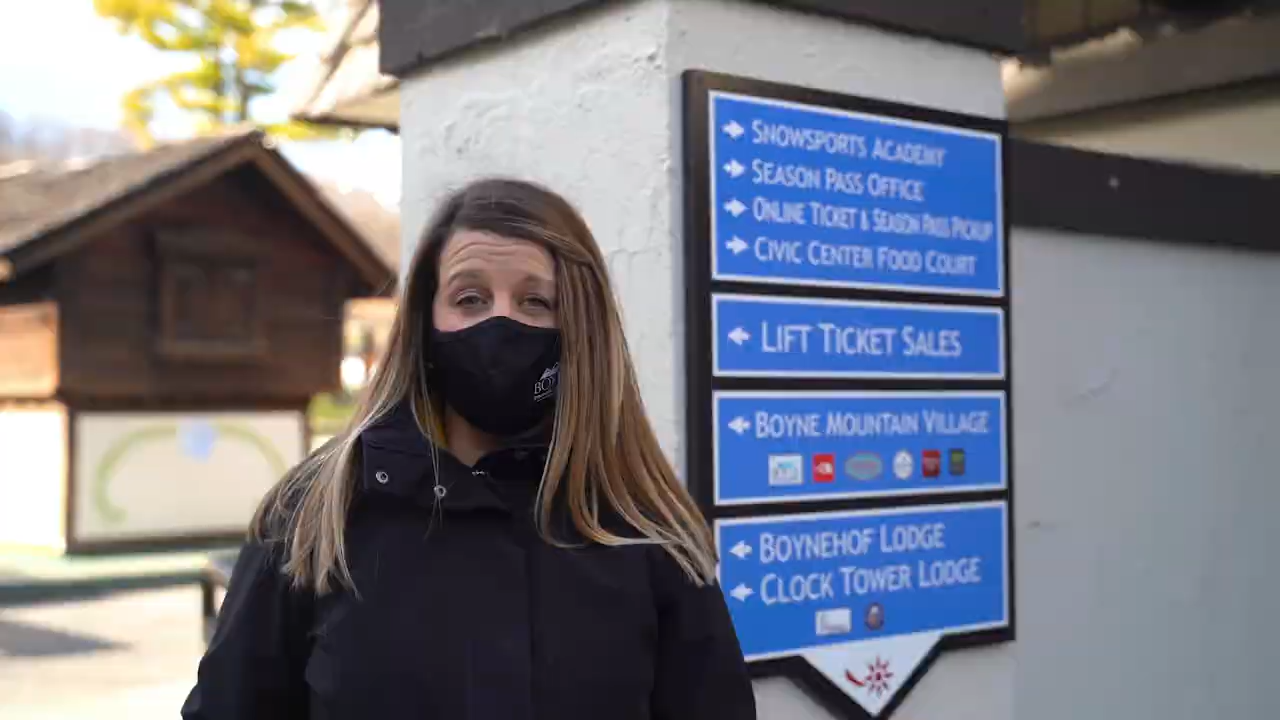 SNOWSPORTS ACADEMY
SEASON PASS OFFICE
ONLINE TICKET & SEASON PASS PICKUP
CIVIC CENTER FOOD COURT
LIFT TICKET SALES
BOYNE MOUNTAIN VILLAGE
BOYNEHOF LODGE
CLOCK TOWER LODGE